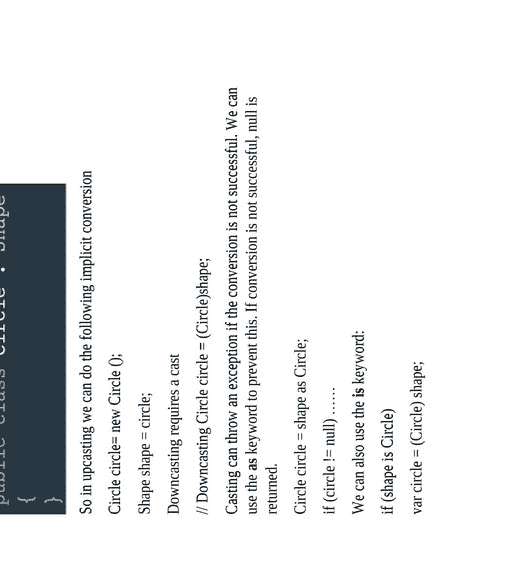 public class Circle : Shape
{
}
So in upcasting we can do the following implicit conversion
Circle circle= new Circle ();
Shape shape = circle;
Downcasting requires a cast
// Downcasting Circle circle = (Circle)shape;
Casting can throw an exception if the conversion is not successful. We can
use the as keyword to prevent this. If conversion is not successful, null is
returned.
Circle circle = shape as Circle;
if (circle != null) ……
We can also use the is keyword:
if (shape is Circle)
var circle = (Circle) shape;